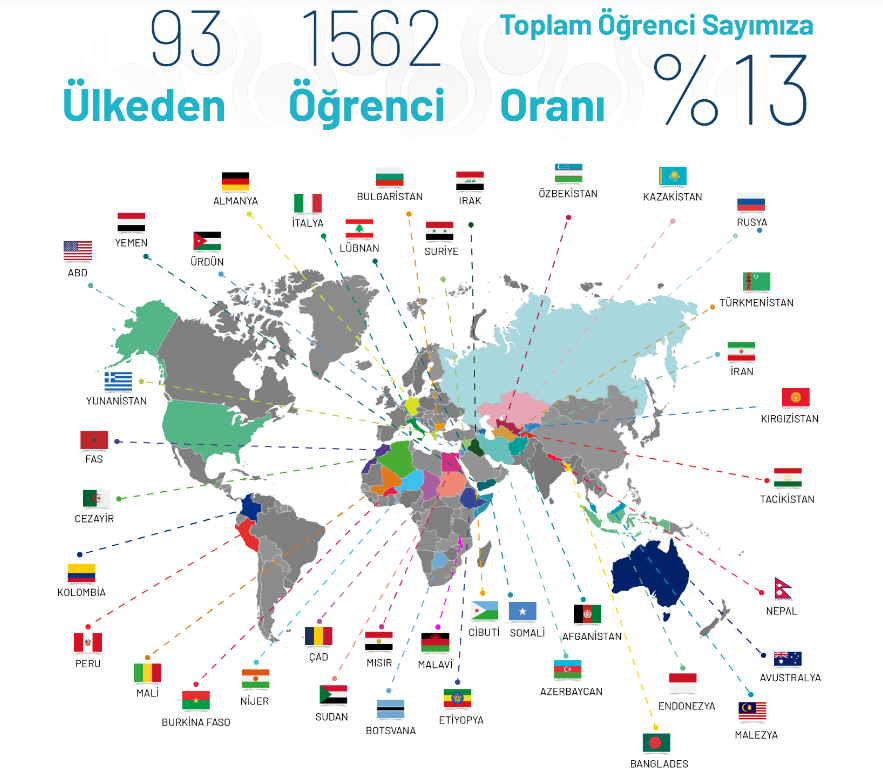 93
Ülkeden
1562
Öğrenci
Toplam Öğrenci Sayımıza
Oranı %13
ALMANYA
İTALYA
BULGARİSTAN
IRAK
ÖZBEKİSTAN
KAZAKİSTAN
RUSYA
YEMEN
ÜRDÜN
LÜBNAN
SURİYE
ABD
TÜRKMENİSTAN
İRAN
YUNANİSTAN
KIRGIZİSTAN
FAS
TACİKİSTAN
CEZAYİR
KOLOMBİA
NEPAL
PERU
MALİ
BURKİNA FASO
NİJER
ÇAD
MISIR
MALAVİ
CİBUTİ
SOMALİ
AFGANİSTAN
AVUSTRALYA
SUDAN
BOTSVANA
ETİYOPYA
AZERBAYCAN
ENDONEZYA
MALEZYA
BANGLADES